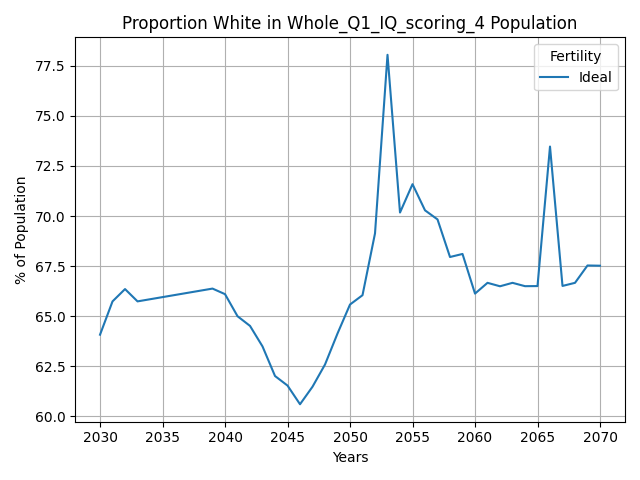 Proportion White in Whole_Q1_IQ_scoring_4 Population
Fertility
Ideal
77.5
75.0
72.5
70.0
67.5
65.0
62.5
60.0
% of Population
2030 2035 2040 2045 2050 2055 2060 2065 2070
Years